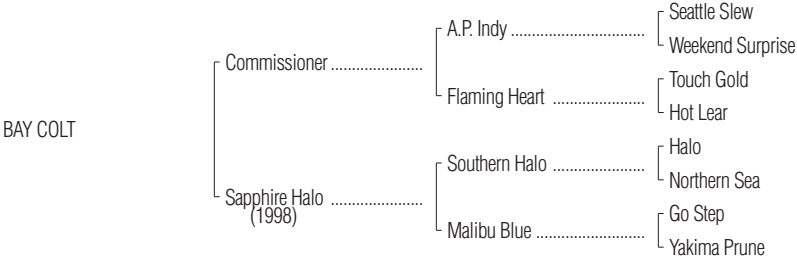 Seattle Slew
A.P. Indy ..............................
Weekend Surprise
Commissioner .....................
Touch Gold
Flaming Heart .....................
Hot Lear
BAY COLT
Halo
Southern Halo .....................
Northern Sea
Sapphire Halo .....................
(1998)
Go Step
Malibu Blue .........................
Yakima Prune